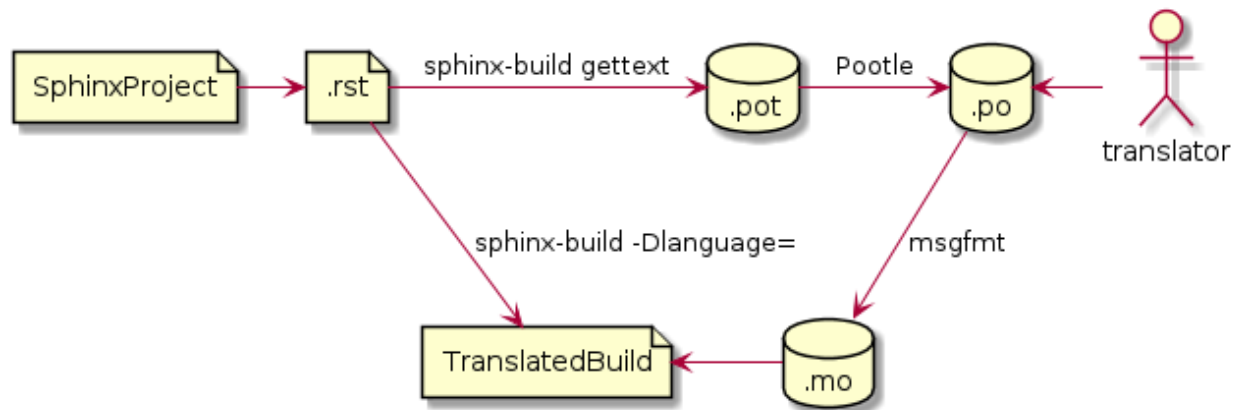 SphinxProject
.rst
sphinx-build gettext
.pot
Pootle
.po
translator
sphinx-build -Dlanguage=
msgfmt
TranslatedBuild
.mo